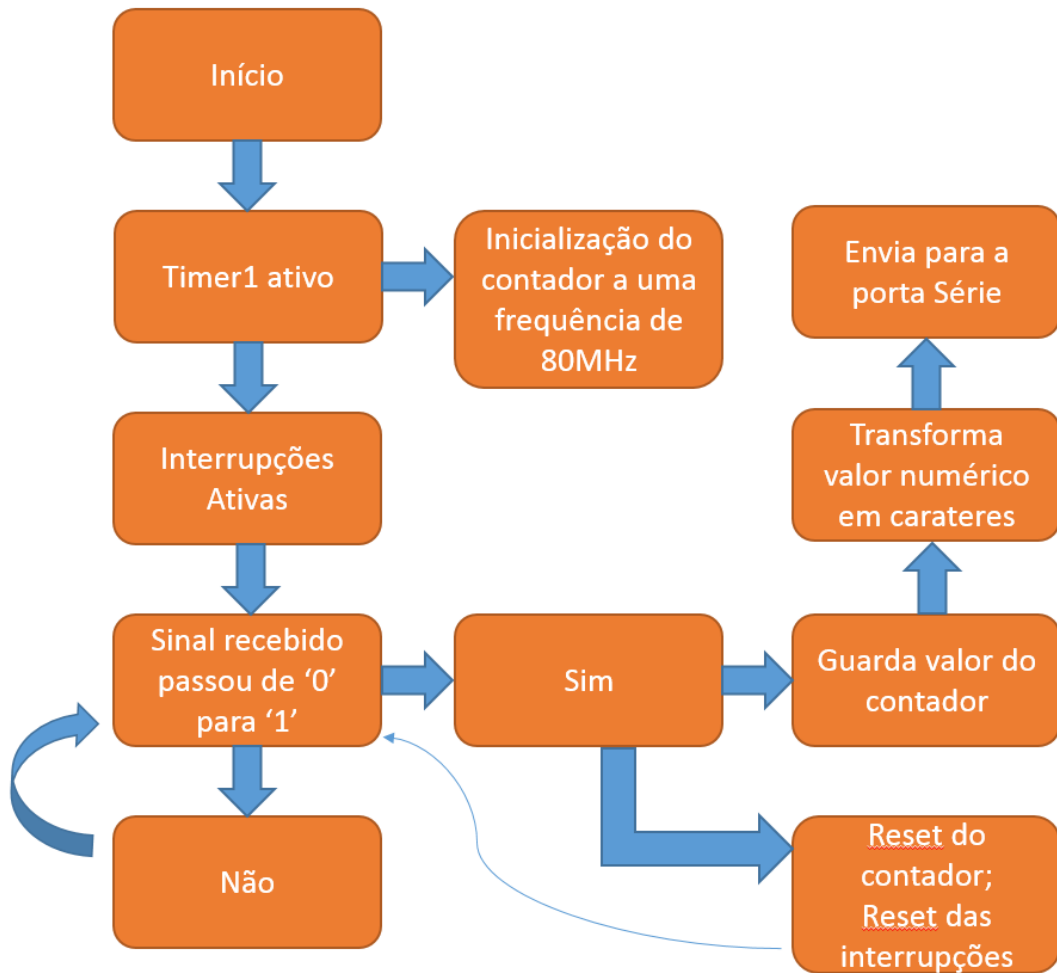 Início
Timer1 ativo
Inicialização do
contador a uma
frequência de
80MHz
Interrupções
Ativas
Sinal recebido
passou de ‘0’
para ‘1’
Não
Sim
Guarda valor do
contador
Transforma
valor numérico
em carateres
Envia para a
porta Série
Reset do
contador;
Reset das
interrupções